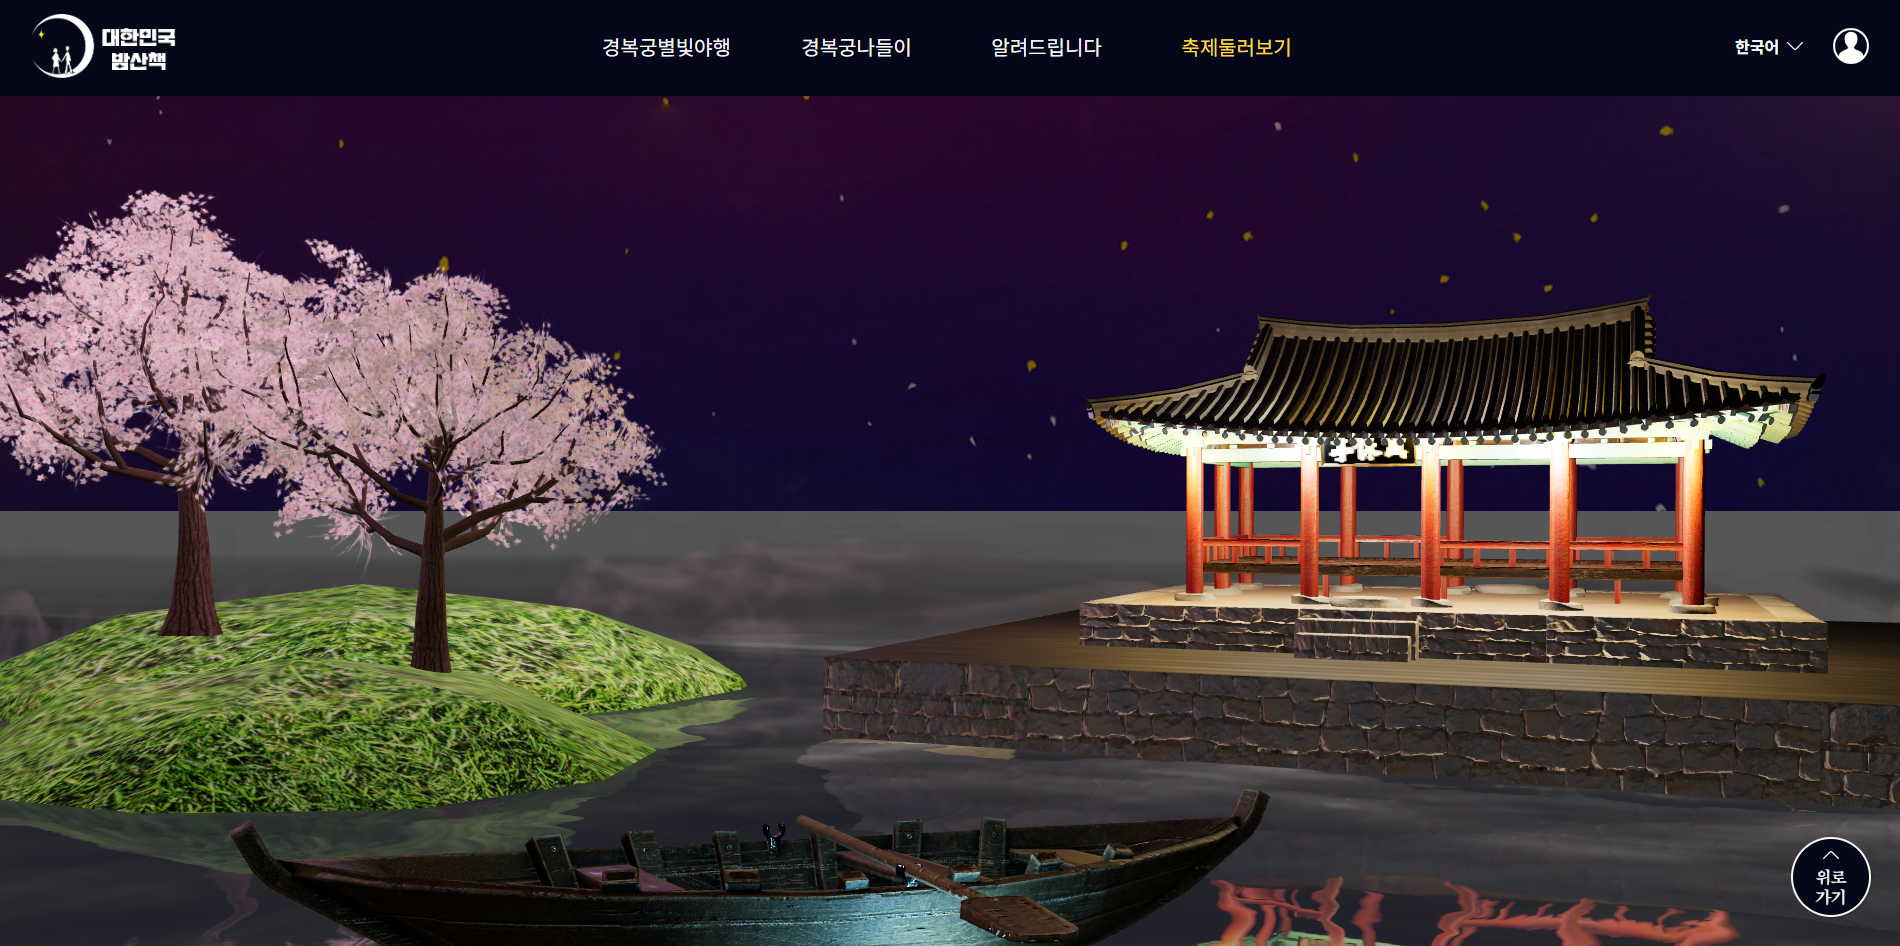 대한민국
밤산책
경복궁별빛야행
경복궁나들이
알려드립니다
축제둘러보기
한국어
위로
가기